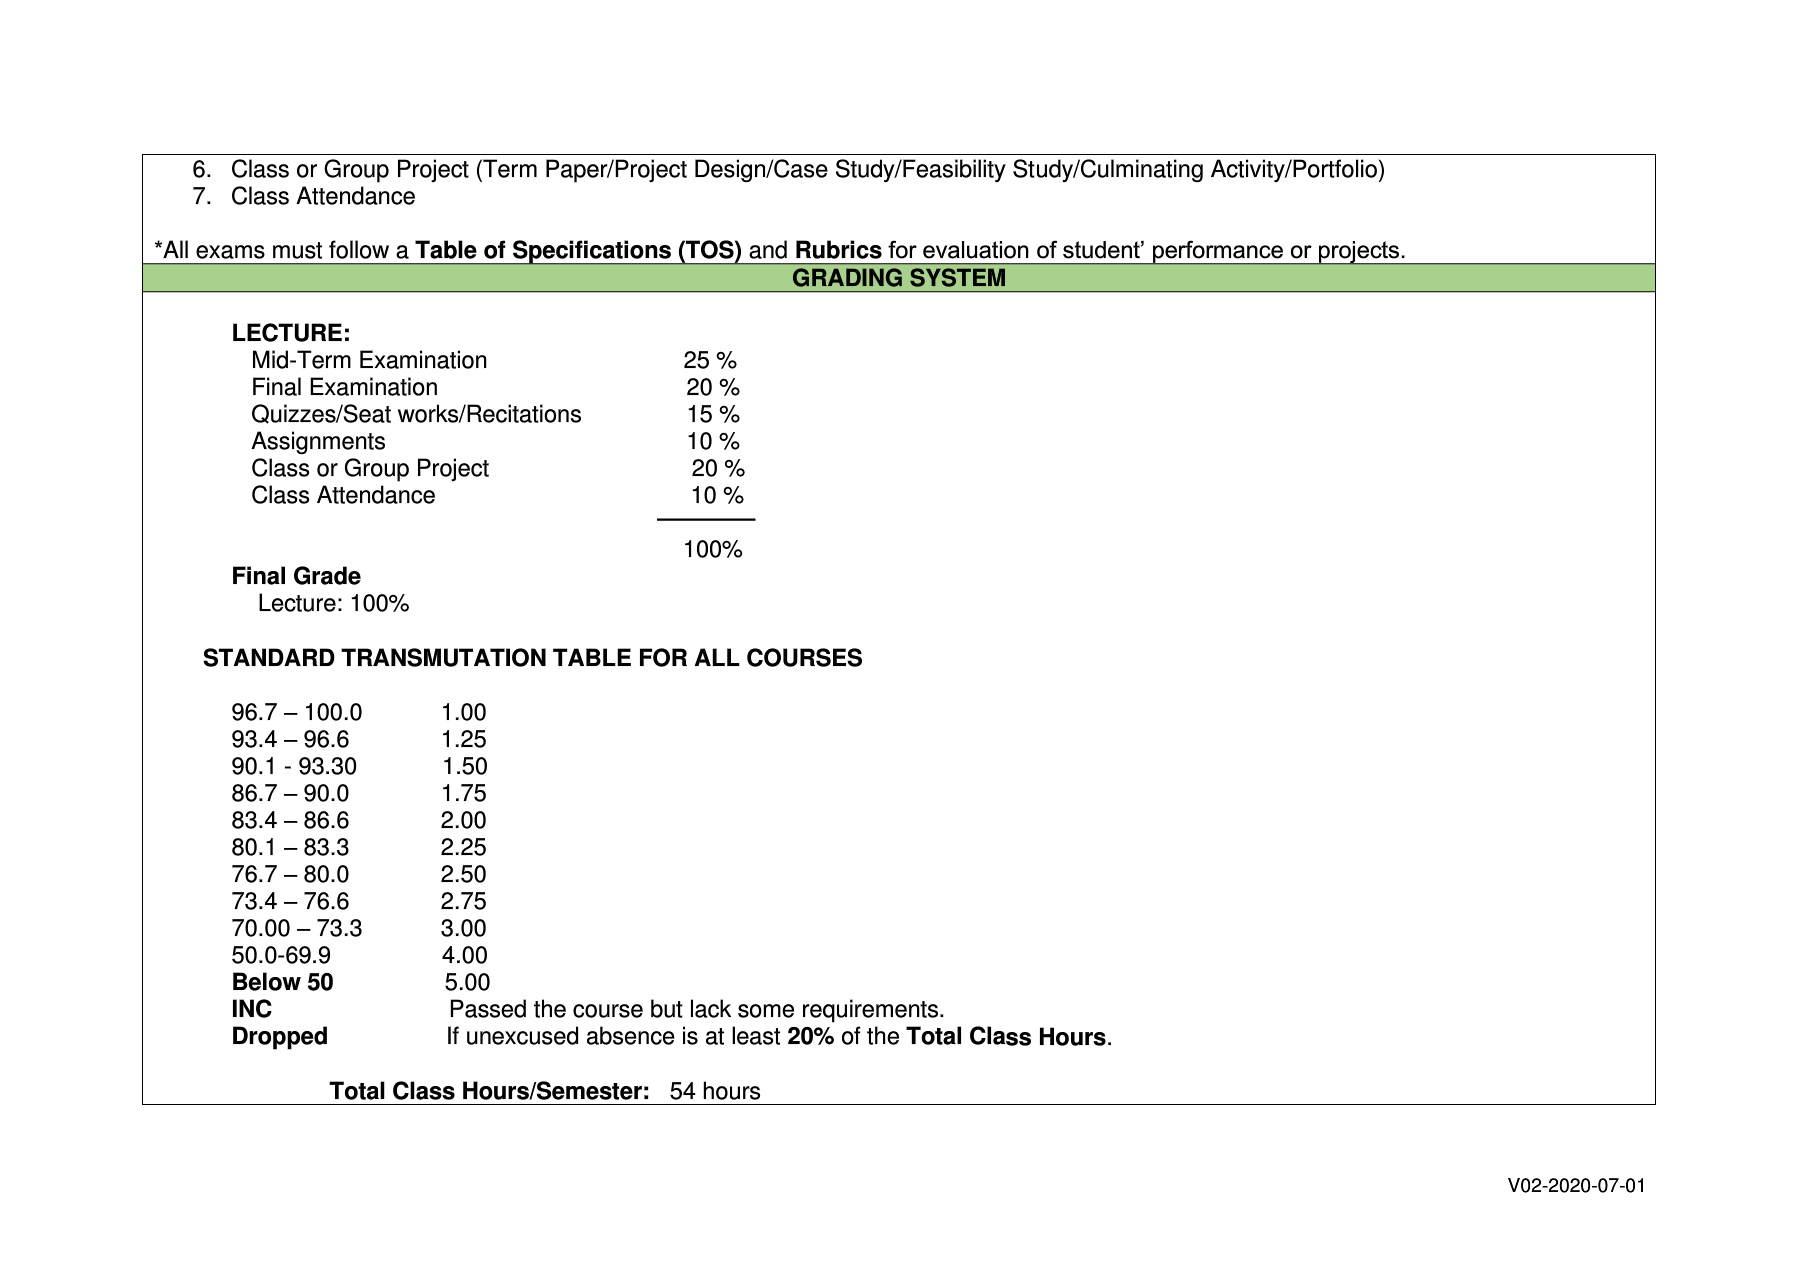 6. Class or Group Project (Term Paper/Project Design/Case Study/Feasibility Study/Culminating Activity/Portfolio)
7. Class Attendance
*All exams must follow a Table of Specifications (TOS) and Rubrics for evaluation of student’ performance or projects.
GRADING SYSTEM
LECTURE:
Mid-Term Examination 25 %
Final Examination 20 %
Quizzes/Seat works/Recitations 15 %
Assignments 10 %
Class or Group Project 20 %
Class Attendance 10 %
100%
Final Grade
Lecture: 100%
STANDARD TRANSMUTATION TABLE FOR ALL COURSES
96.7 – 100.0 1.00
93.4 – 96.6 1.25
90.1 - 93.30 1.50
86.7 – 90.0 1.75
83.4 – 86.6 2.00
80.1 – 83.3 2.25
76.7 – 80.0 2.50
73.4 – 76.6 2.75
70.00 – 73.3 3.00
50.0-69.9 4.00
Below 50 5.00
INC Passed the course but lack some requirements.
Dropped If unexcused absence is at least 20% of the Total Class Hours.
Total Class Hours/Semester: 54 hours
V02-2020-07-01